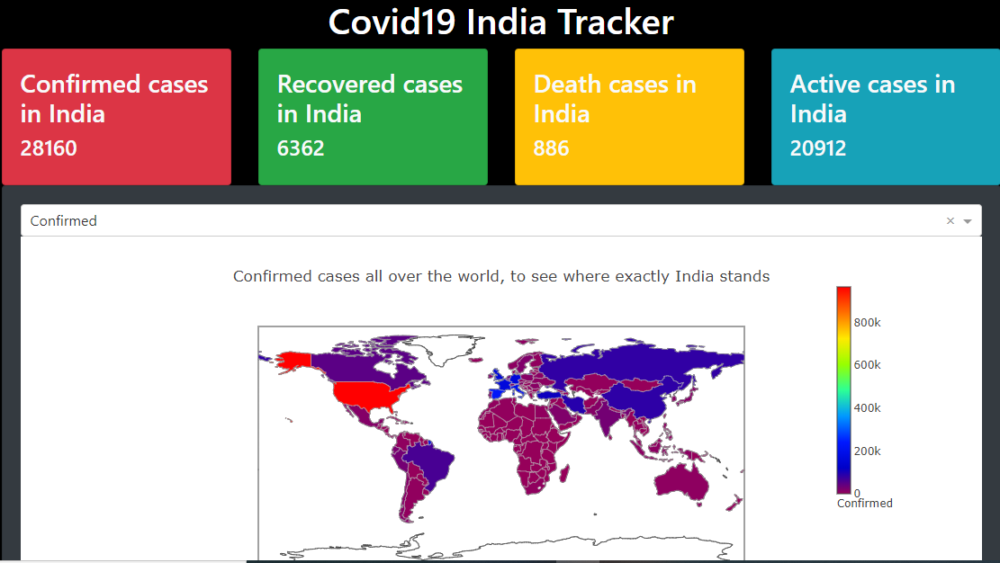 Covid19 India Tracker
Confirmed cases
in India
28160
Recovered cases
in India
6362
Death cases in
India
886
Active cases in
India
20912
Confirmed
Confirmed cases all over the world, to see where exactly India stands
800k
600k
400k
200k
0
Confirmed